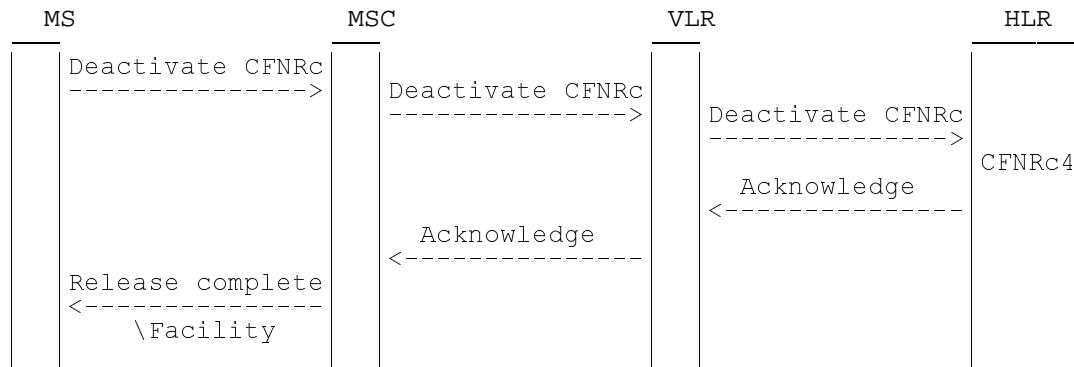 MS MSC VLR HLR
Deactivate CFNRc
--------------->
Deactivate CFNRc
--------------->
Deactivate CFNRc
--------------->
CFNRc4
Acknowledge
<---------------
Acknowledge
<---------------
Release complete
<---------------
\Facility